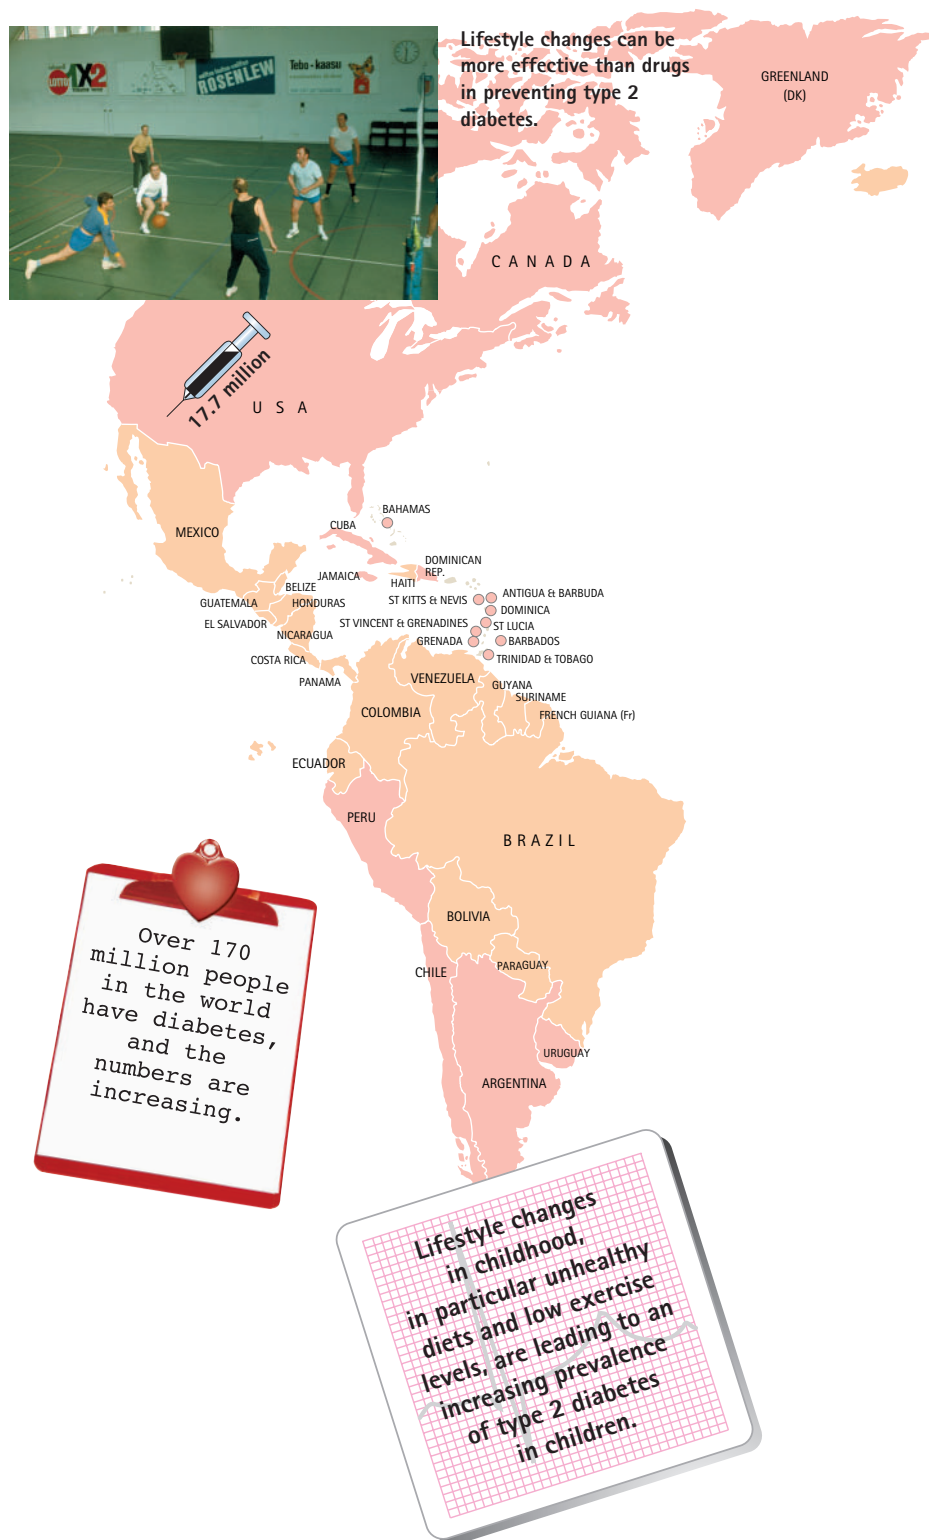 Lifestyle changes can be
more effective than drugs
in preventing type 2
diabetes.
LOTTO 1X2
ROSENLEW
Tebo-kaasu
GREENLAND
(DK)
CANADA
17.7 million
USA
MEXICO
BAHAMAS
CUBA
DOMINICAN
REP.
JAMAICA
HAITI
BELIZE
GUATEMALA
HONDURAS
ST KITTS & NEVIS
ANTIGUA & BARBUDA
DOMINICA
EL SALVADOR
ST VINCENT & GRENADINES
ST LUCIA
NICARAGUA
GRENADA
BARBADOS
COSTA RICA
TRINIDAD & TOBAGO
PANAMA
VENEZUELA
GUYANA
SURINAME
COLOMBIA
FRENCH GUIANA (Fr)
ECUADOR
PERU
BRAZIL
BOLIVIA
PARAGUAY
CHILE
URUGUAY
ARGENTINA
Over 170
million people
in the world
have diabetes,
and the
numbers are
increasing.
Lifestyle changes
in childhood,
in particular unhealthy
diets and low exercise
levels, are leading to an
increasing prevalence
of type 2 diabetes
in children.